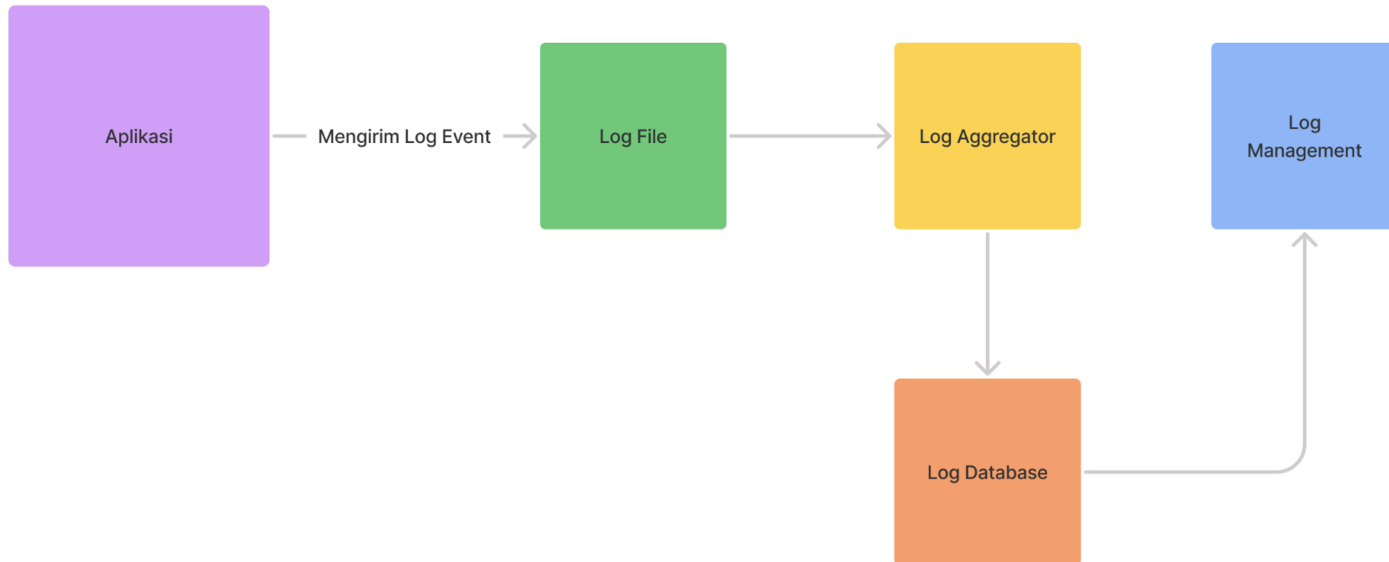 Aplikasi
Mengirim Log Event
Log File
Log Aggregator
Log
Management
Log Database